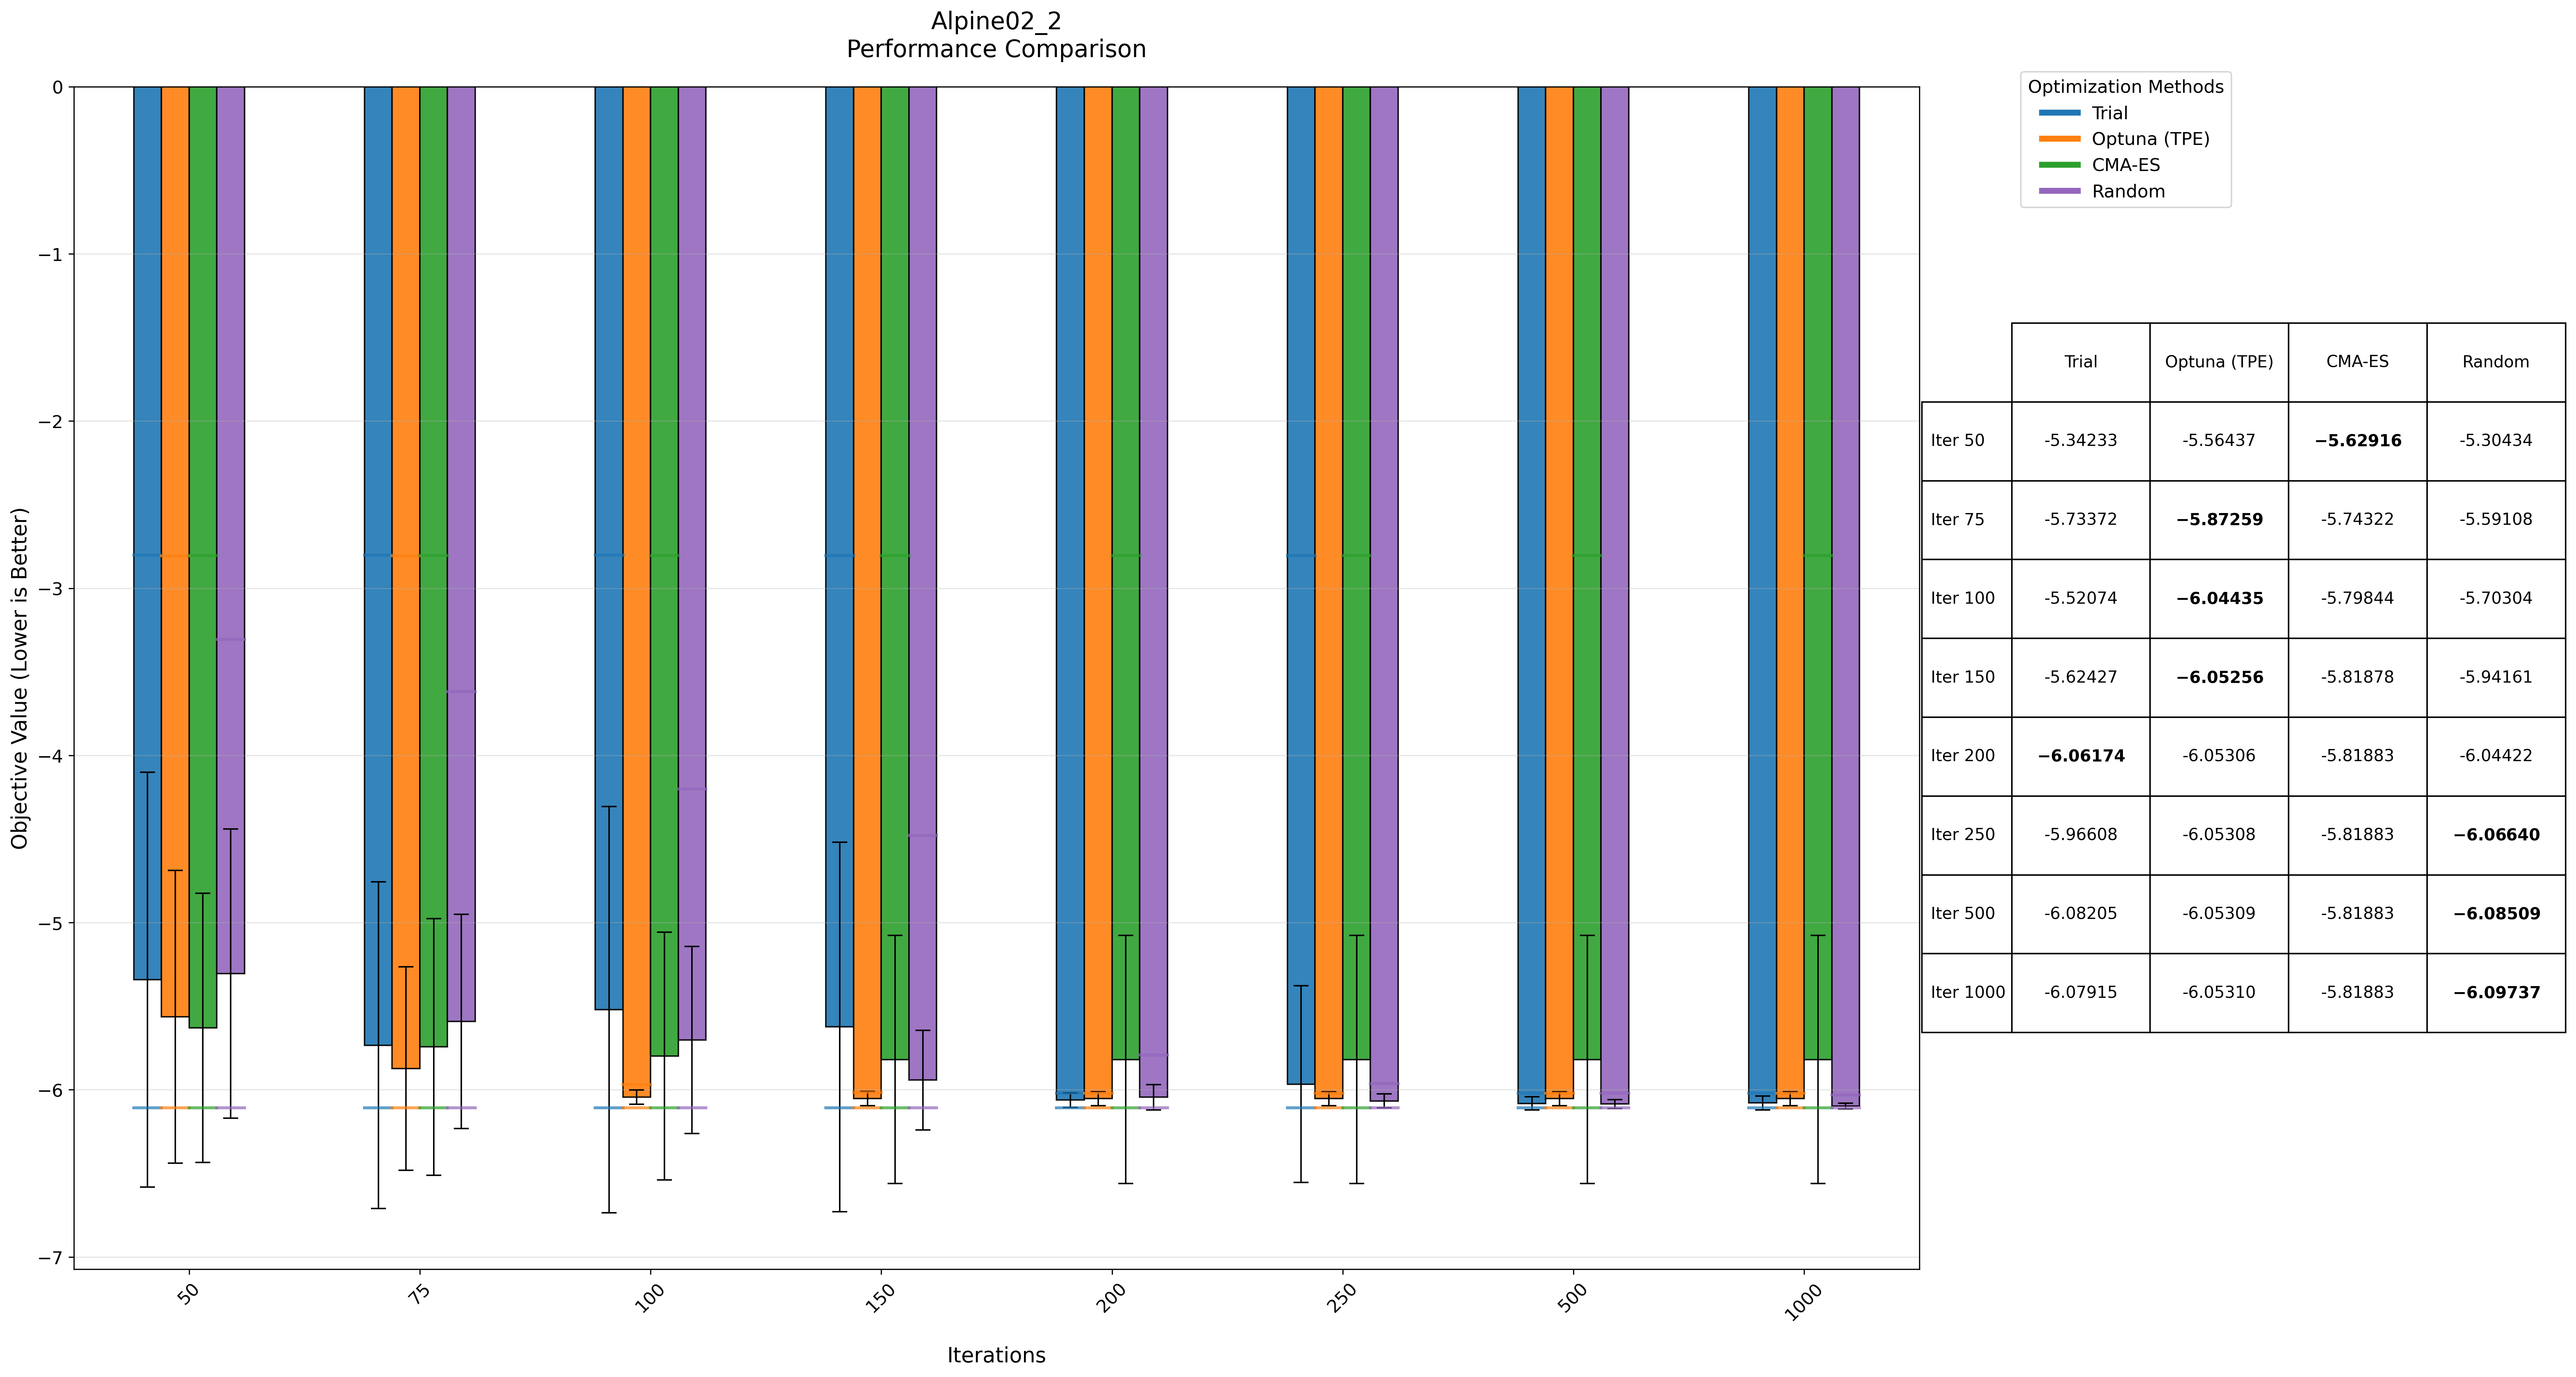 Alpine02_2
Performance Comparison
Objective Value (Lower is Better)
0
−1
−2
−3
−4
−5
−6
−7
50
75
100
150
200
250
500
1000
Iterations
Optimization Methods
Trial
Optuna (TPE)
CMA-ES
Random
Trial Optuna (TPE) CMA-ES Random
Iter 50 -5.34233 -5.56437 −5.62916 -5.30434
Iter 75 -5.73372 −5.87259 -5.74322 -5.59108
Iter 100 -5.52074 −6.04435 -5.79844 -5.70304
Iter 150 -5.62427 −6.05256 -5.81878 -5.94161
Iter 200 −6.06174 -6.05306 -5.81883 -6.04422
Iter 250 -5.96608 -6.05308 -5.81883 −6.06640
Iter 500 -6.08205 -6.05309 -5.81883 −6.08509
Iter 1000 -6.07915 -6.05310 -5.81883 −6.09737